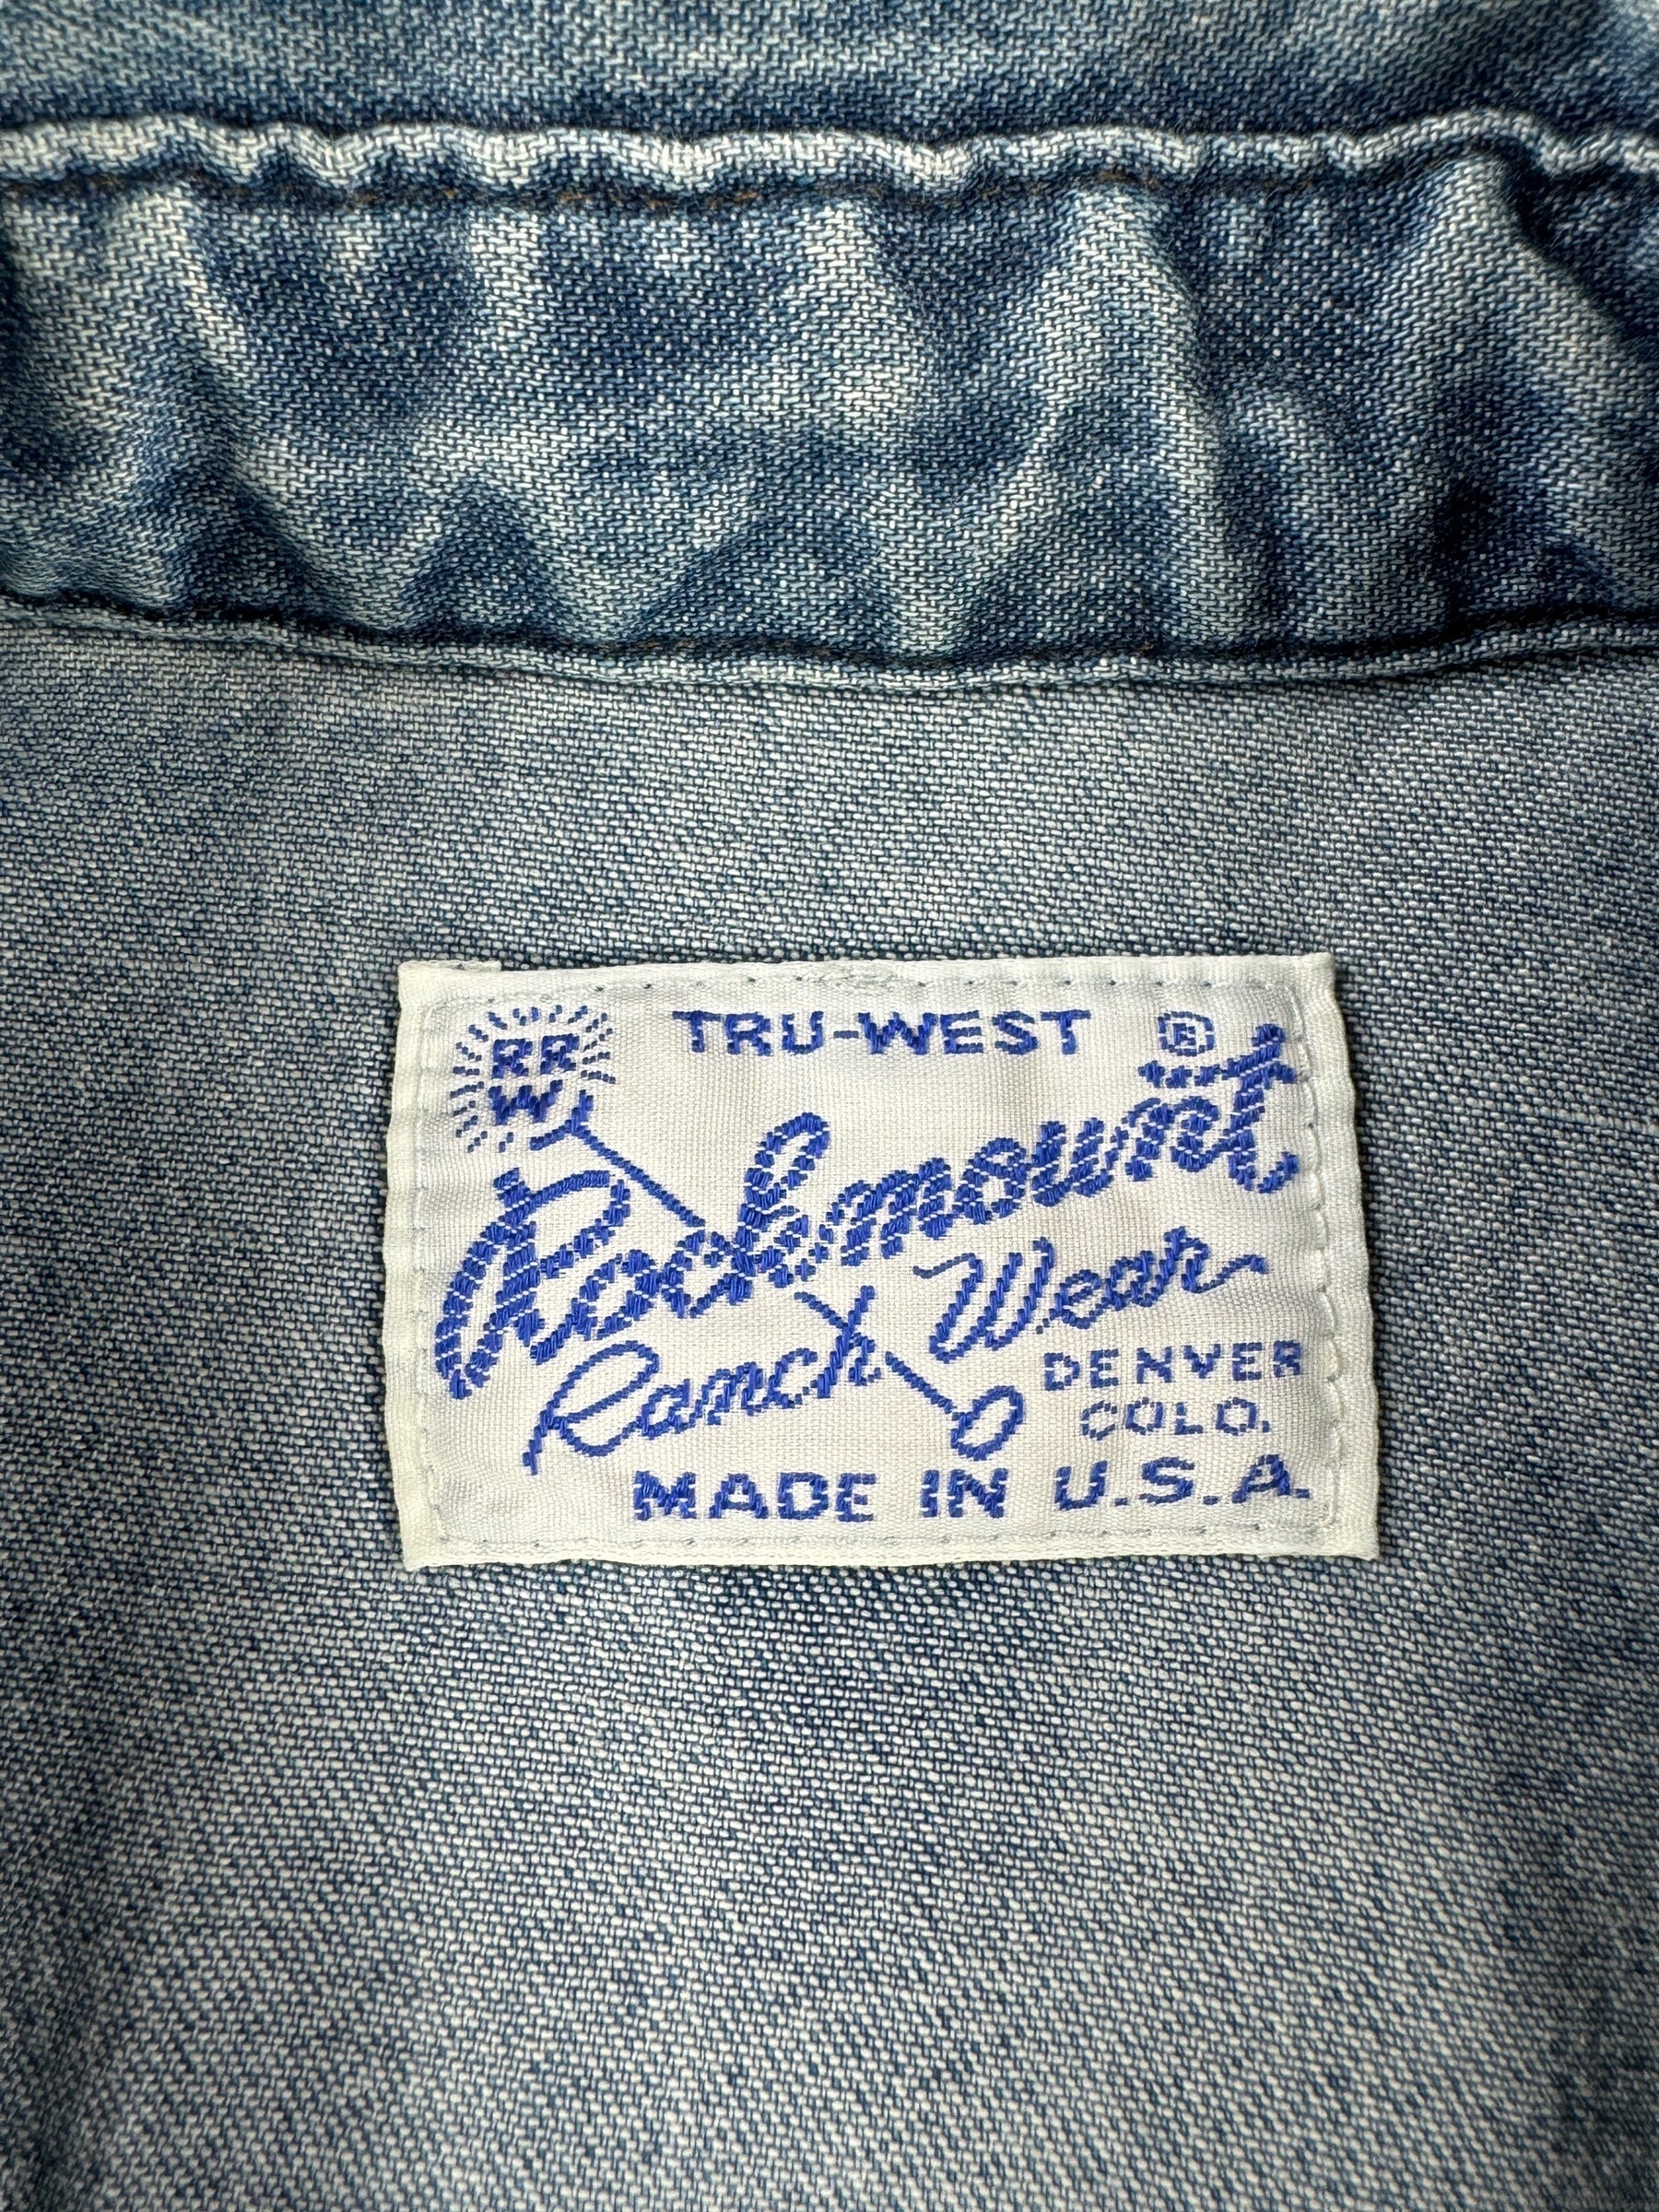 TRU-WEST ®
RR
W
Rockmount
Ranch Wear
DENVER
COLO.
MADE IN U.S.A.